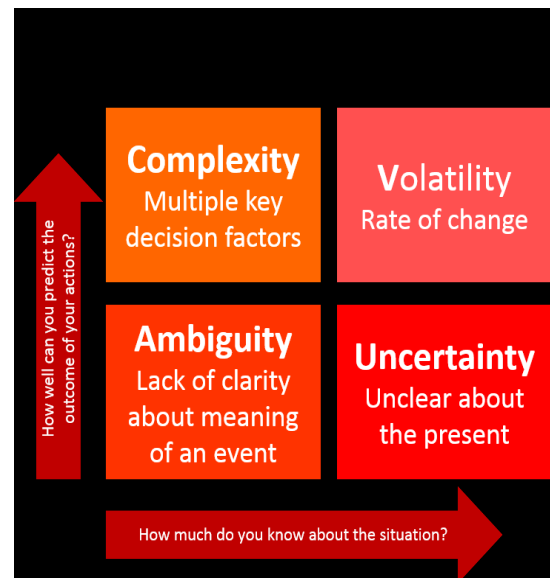 Complexity
Multiple key
decision factors
Volatility
Rate of change
How well can you predict the
outcome of your actions?
Ambiguity
Lack of clarity
about meaning
of an event
Uncertainty
Unclear about
the present
How much do you know about the situation?